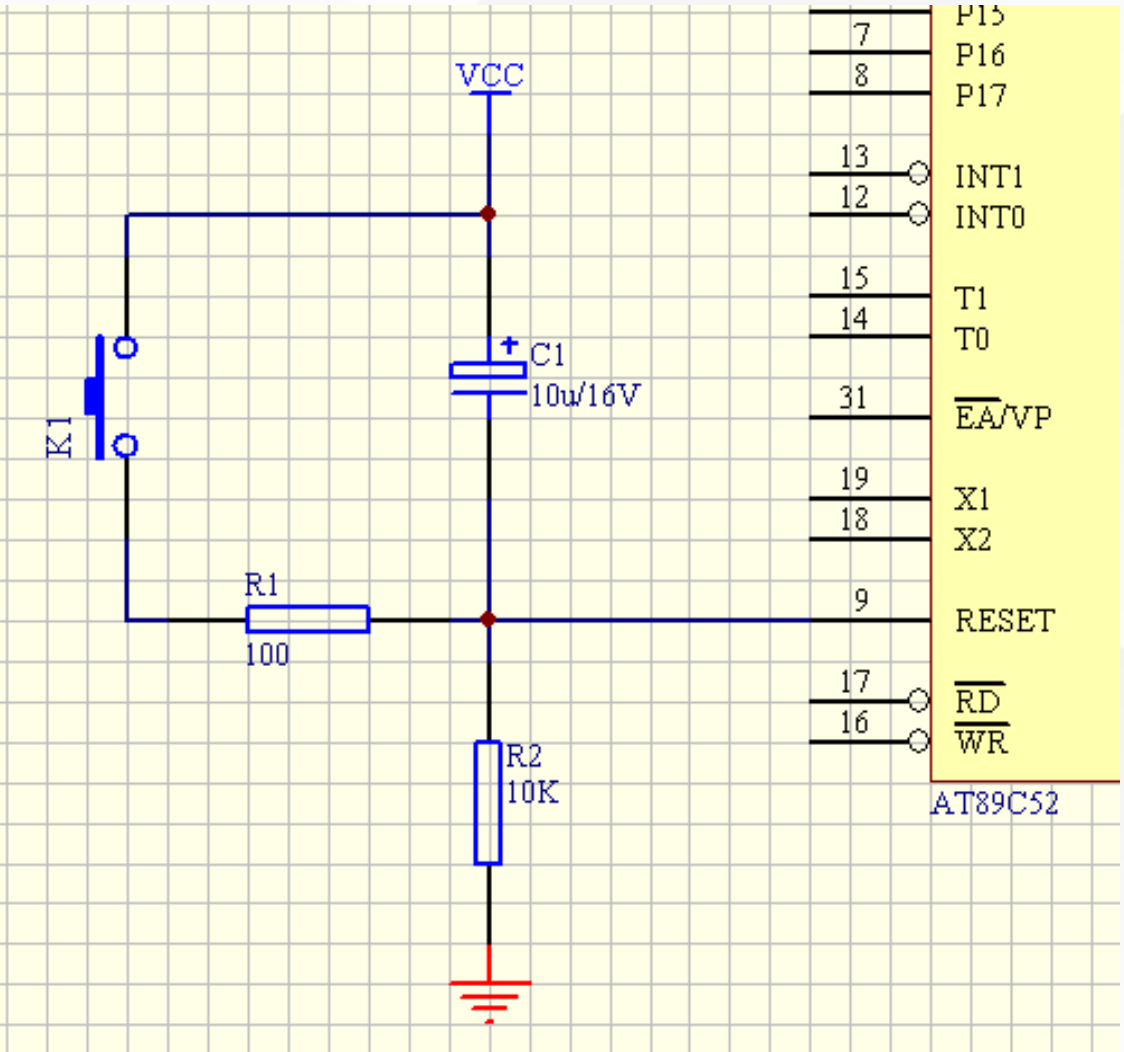 VCC
K1
+
C1
10u/16V
R1
100
R2
10K
P15
7
P16
8
P17
13
INT1
12
INT0
15
T1
14
T0
31
EA/VP
19
X1
18
X2
9
RESET
17
RD
16
WR
AT89C52